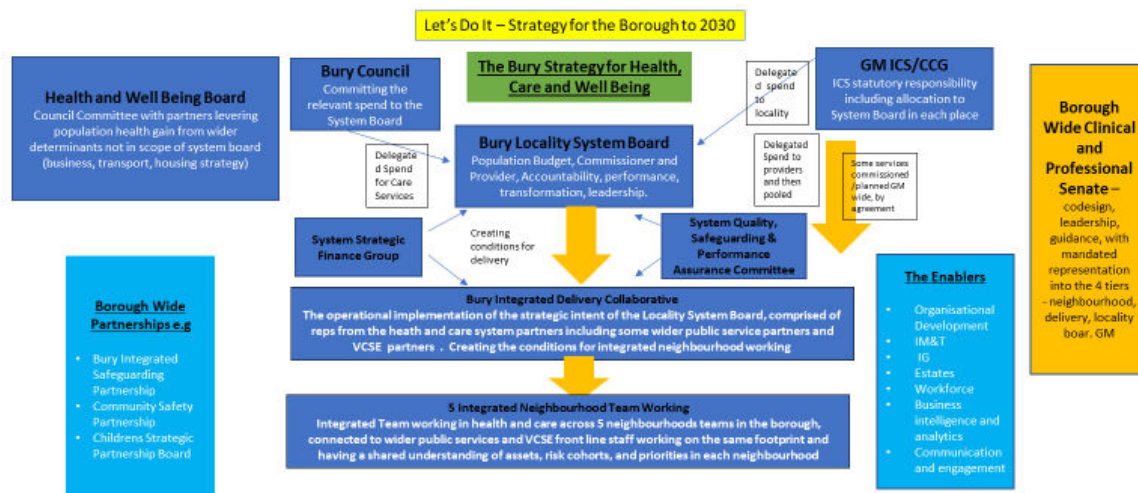 Let's Do It – Strategy for the Borough to 2030
The Bury Strategy for Health,
Care and Well Being
Health and Well Being Board
Council Committee with partners levering
population health gain from wider
determinants not in scope of system board
(business, transport, housing strategy)
Bury Council
Committing the
relevant spend to the
System Board
Delegate
d Spend
for Care
Services
Bury Locality System Board
Population Budget, Commissioner and
Provider, Accountability, performance,
transformation, leadership.
Delegate
d spend
to
locality
GM ICS/CCG
ICS statutory responsibility
including allocation to
System Board in each place
Delegated
Spend to
providers
and then
pooled
Some services
commissioned
/planned GM
wide, by
agreement
Borough
Wide Clinical
and
Professional
Senate –
codesign,
leadership,
guidance, with
mandated
representation
into the 4 tiers
- neighbourhood,
delivery, locality
boar. GM
System Strategic
Finance Group
Creating
conditions for
delivery
System Quality,
Safeguarding &
Performance
Assurance Committee
Bury Integrated Delivery Collaborative
The operational implementation of the strategic intent of the Locality System Board, comprised of
reps from the heath and care system partners including some wider public service partners and
VCSE partners . Creating the conditions for integrated neighbourhood working
5 Integrated Neighbourhood Team Working
Integrated Team working in health and care across 5 neighbourhoods teams in the borough,
connected to wider public services and VCSE front line staff working on the same footprint and
having a shared understanding of assets, risk cohorts, and priorities in each neighbourhood
Borough Wide
Partnerships e.g
• Bury Integrated
Safeguarding
Partnership
• Community Safety
Partnership
• Childrens Strategic
Partnership Board
The Enablers
• Organisational
Development
• IM&T
• IG
• Estates
• Workforce
• Business
intelligence and
analytics
• Communication
and engagement